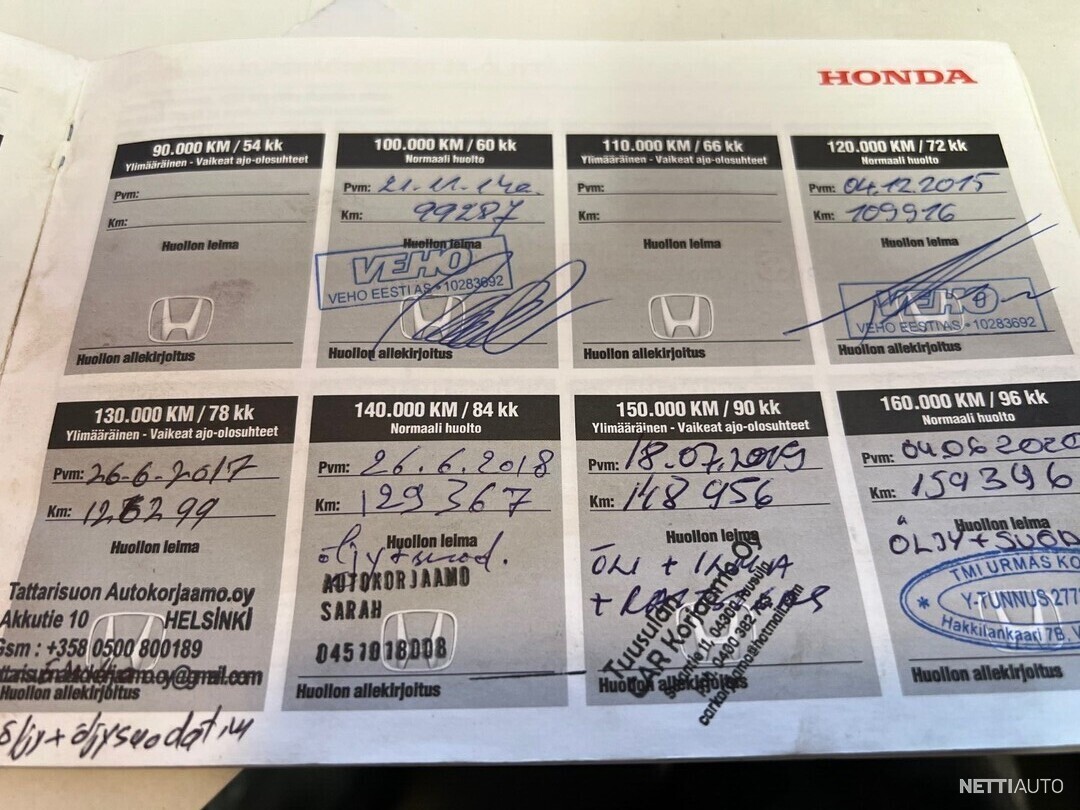 HONDA
90.000 KM / 54 kk
Ylimääräinen - Vaikeat ajo-olosuhteet
Pvm:
Km:
Huollon leima
Huollon allekirjoitus
100.000 KM / 60 kk
Normaali huolto
Pvm: 21.11.14a.
Km: 99287
Huollon leima
VEHO
VEHO EESTI AS • 10283692
Huollon allekirjoitus
110.000 KM / 66 kk
Ylimääräinen - Vaikeat ajo-olosuhteet
Pvm:
Km:
Huollon leima
Huollon allekirjoitus
120.000 KM / 72 kk
Normaali huolto
Pvm: 04.12.2015
Km: 109916
Huollon leima
VEHO
VEHO EESTI AS • 10283692
Huollon allekirjoitus
130.000 KM / 78 kk
Ylimääräinen - Vaikeat ajo-olosuhteet
Pvm: 26-6-2017
Km:
Huollon leima
Tattarisuon Autokorjaamo.oy
Akkutie 10 HELSINKI
Gsm : +358 0500 800189
Huollon allekirjoitus
öljy + öljysuodatin
140.000 KM / 84 kk
Normaali huolto
Pvm: 26.6.2018
Km: 129367
Huollon leima
öljy + suod.
AUTOKORJAAMO
SARAH
0451018008
Huollon allekirjoitus
150.000 KM / 90 kk
Ylimääräinen - Vaikeat ajo-olosuhteet
Pvm: 18.07.2019
Km: 148956
Huollon leima
ÖLI + ILMA
+
Tuusulan
CAR Korjaamo Oy
04300 Tuusula
Huollon allekirjoitus
160.000 KM / 96 kk
Normaali huolto
Pvm: 04.06.2020
Km: 159396
Huollon leima
ÖLJY + SUOD
TMI URMAS KO
Y-TUNNUS 277
Hakkilankaari 7B, V
Huollon allekirjoitus
NETTIAUTO